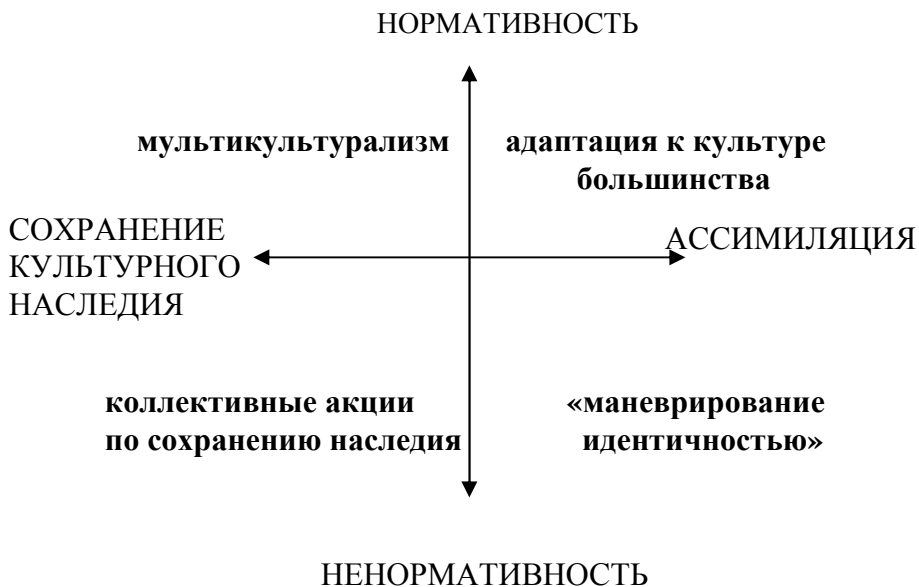 НОРМАТИВНОСТЬ
мультикультурализм
адаптация к культуре
большинства
СОХРАНЕНИЕ
КУЛЬТУРНОГО
НАСЛЕДИЯ
АССИМИЛЯЦИЯ
коллективные акции
по сохранению наследия
«маневрирование
идентичностью»
НЕНОРМАТИВНОСТЬ